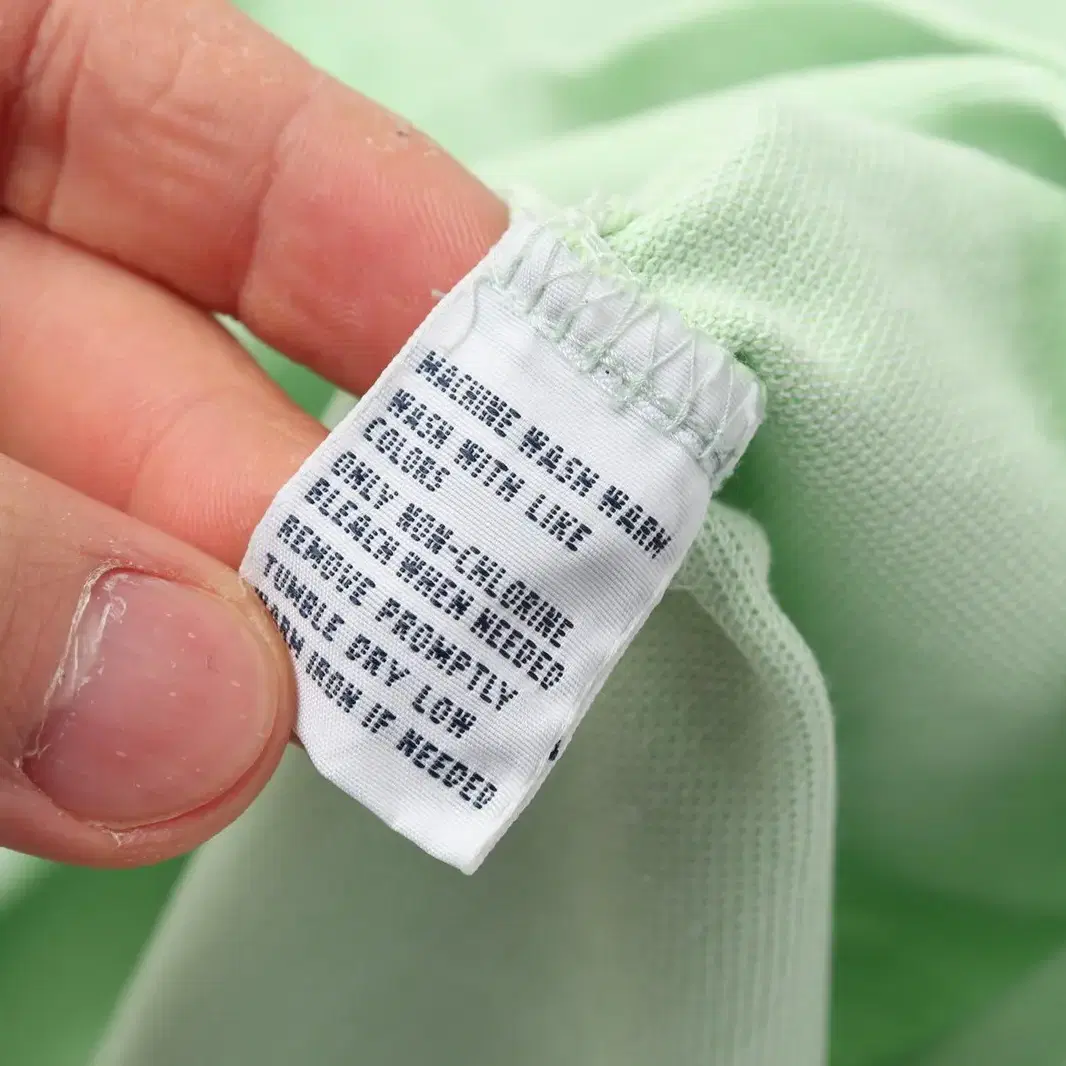 MACHINE WASH WARM
WASH WITH LIKE
COLORS
ONLY NON-CHLORINE
BLEACH WHEN NEEDED
REMOVE PROMPTLY
TUMBLE DRY LOW
IRON IF NEEDED